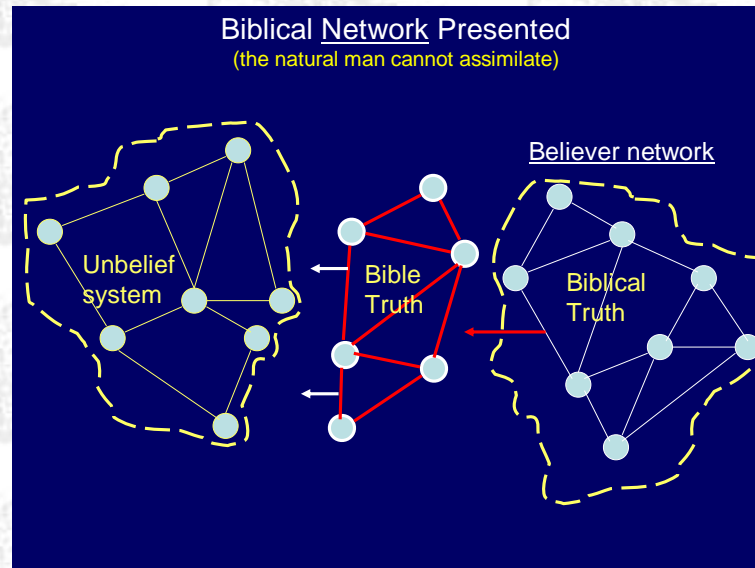 Biblical Network Presented
(the natural man cannot assimilate)
Believer network
Unbelief
system
Bible
Truth
Biblical
Truth